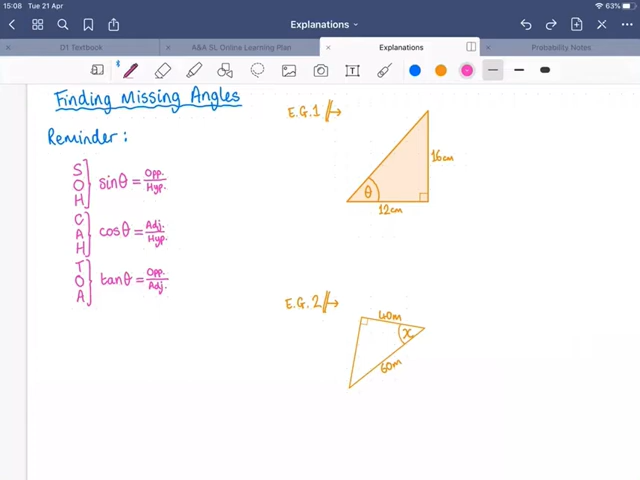 15:08 Tue 21 Apr
63%
Explanations
D1 Textbook
A&A SL Online Learning Plan
Explanations
Probability Notes
Finding Missing Angles
Reminder:
S
O
H
sinθ = Opp./Hyp.
C
A
H
cosθ = Adj./Hyp.
T
O
A
tanθ = Opp./Adj.
E.G.1
16cm
θ
12cm
E.G.2
40m
x
60m